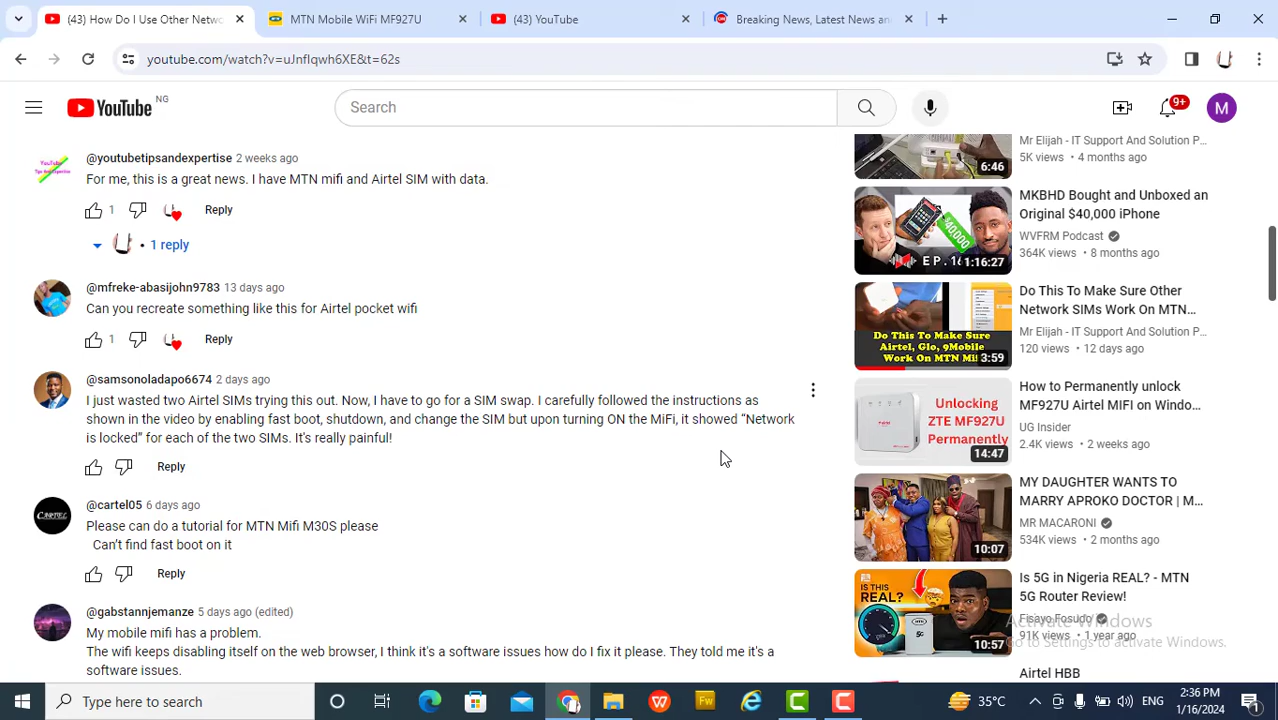 (43) How Do I Use Other Netwo
MTN Mobile WiFi MF927U
(43) YouTube
Breaking News, Latest News an
youtube.com/watch?v=uJnfIqwh6XE&t=62s
YouTube NG
Search
9+
M
@youtubetipsandexpertise 2 weeks ago
For me, this is a great news. I have MTN mifi and Airtel SIM with data.
1 Reply
• 1 reply
@mfreke-abasijohn9783 13 days ago
Can you recreate something like this for Airtel pocket wifi
1 Reply
@samsonoladapo6674 2 days ago
I just wasted two Airtel SIMs trying this out. Now, I have to go for a SIM swap. I carefully followed the instructions as
shown in the video by enabling fast boot, shutdown, and change the SIM but upon turning ON the MiFi, it showed “Network
is locked” for each of the two SIMs. It's really painful!
Reply
@cartel05 6 days ago
Please can do a tutorial for MTN Mifi M30S please
Can’t find fast boot on it
Reply
@gabstannjemanze 5 days ago (edited)
My mobile mifi has a problem.
The wifi keeps disabling itself on the web browser, I think it's a software issues how do I fix it please. They told me it's a
software issues.
6:46
Mr Elijah - IT Support And Solution P...
5K views • 4 months ago
$40,000
EP. 16
1:16:27
MKBHD Bought and Unboxed an
Original $40,000 iPhone
WVFRM Podcast
364K views • 8 months ago
Do This To Make Sure
Airtel, Glo, 9Mobile
Work On MTN Mi
3:59
Do This To Make Sure Other
Network SIMs Work On MTN...
Mr Elijah - IT Support And Solution P...
120 views • 12 days ago
Unlocking
ZTE MF927U
Permanently
14:47
How to Permanently unlock
MF927U Airtel MIFI on Windo...
UG Insider
2.4K views • 2 weeks ago
10:07
MY DAUGHTER WANTS TO
MARRY APROKO DOCTOR | M...
MR MACARONI
534K views • 2 months ago
IS THIS
REAL?
5G
10:57
Is 5G in Nigeria REAL? - MTN
5G Router Review!
Fisayo Fosudo
91K views • 1 year ago
Airtel HBB
Activate Windows
Go to Settings to activate Windows.
Type here to search
35°C
ENG
2:36 PM
1/16/2024